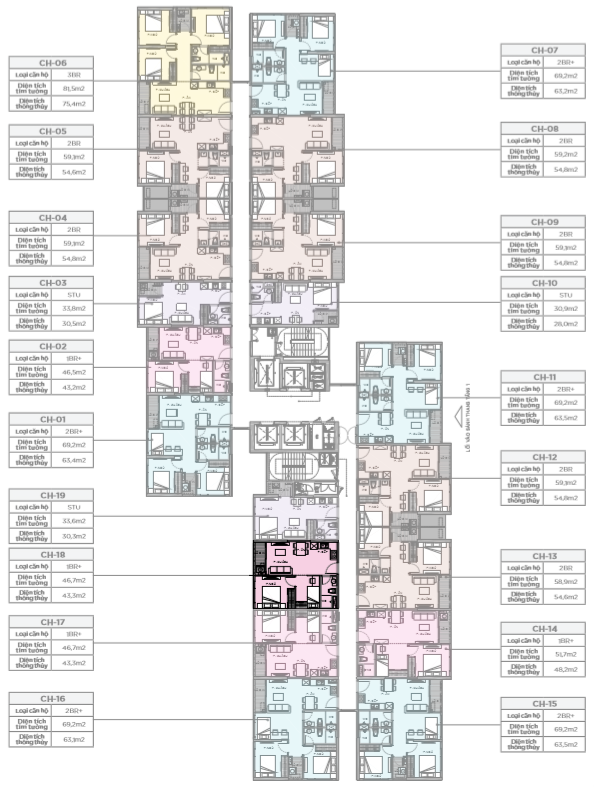 CH-06
Loại căn hộ 3BR
Diện tích tim tường 81,5m2
Diện tích thông thủy 75,4m2
CH-05
Loại căn hộ 2BR
Diện tích tim tường 59,1m2
Diện tích thông thủy 54,6m2
CH-04
Loại căn hộ 2BR
Diện tích tim tường 59,1m2
Diện tích thông thủy 54,8m2
CH-03
Loại căn hộ STU
Diện tích tim tường 33,8m2
Diện tích thông thủy 30,5m2
CH-02
Loại căn hộ 1BR+
Diện tích tim tường 46,5m2
Diện tích thông thủy 43,2m2
CH-01
Loại căn hộ 2BR+
Diện tích tim tường 69,2m2
Diện tích thông thủy 63,4m2
CH-19
Loại căn hộ STU
Diện tích tim tường 33,6m2
Diện tích thông thủy 30,3m2
CH-18
Loại căn hộ 1BR+
Diện tích tim tường 46,7m2
Diện tích thông thủy 43,3m2
CH-17
Loại căn hộ 1BR+
Diện tích tim tường 46,7m2
Diện tích thông thủy 43,3m2
CH-16
Loại căn hộ 2BR+
Diện tích tim tường 69,2m2
Diện tích thông thủy 63,1m2
CH-07
Loại căn hộ 2BR+
Diện tích tim tường 69,2m2
Diện tích thông thủy 63,2m2
CH-08
Loại căn hộ 2BR
Diện tích tim tường 59,2m2
Diện tích thông thủy 54,8m2
CH-09
Loại căn hộ 2BR
Diện tích tim tường 59,1m2
Diện tích thông thủy 54,8m2
CH-10
Loại căn hộ STU
Diện tích tim tường 30,9m2
Diện tích thông thủy 28,0m2
CH-11
Loại căn hộ 2BR+
Diện tích tim tường 69,2m2
Diện tích thông thủy 63,5m2
LỐI VÀO SẢNH THANG TẦNG 1
CH-12
Loại căn hộ 2BR
Diện tích tim tường 59,1m2
Diện tích thông thủy 54,8m2
CH-13
Loại căn hộ 2BR
Diện tích tim tường 58,9m2
Diện tích thông thủy 54,6m2
CH-14
Loại căn hộ 1BR+
Diện tích tim tường 51,7m2
Diện tích thông thủy 48,2m2
CH-15
Loại căn hộ 2BR+
Diện tích tim tường 69,2m2
Diện tích thông thủy 63,5m2